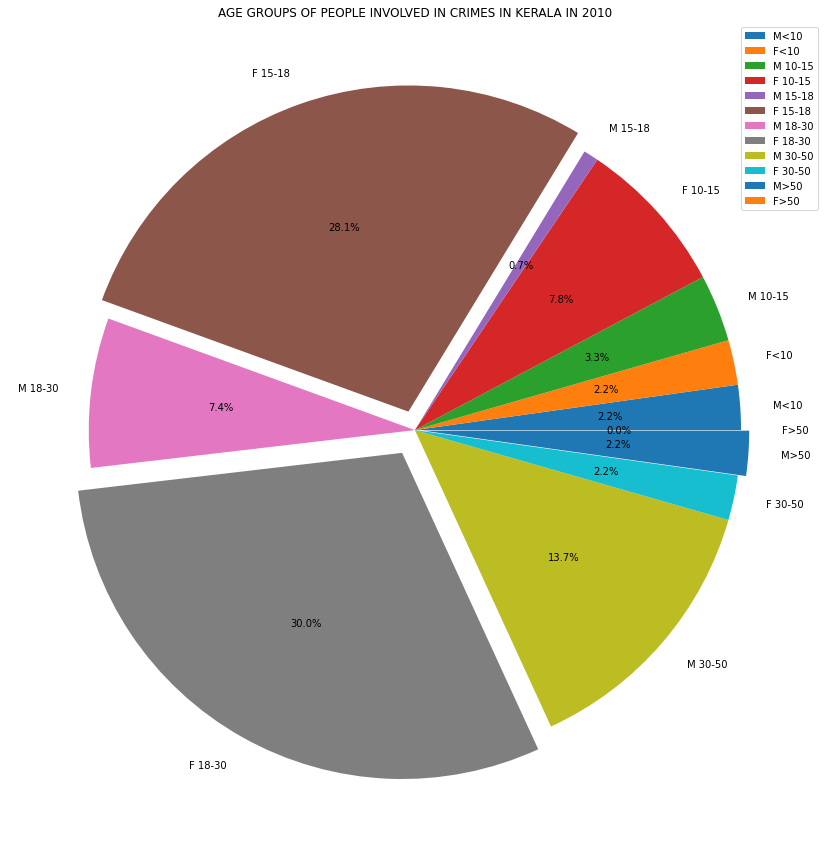 AGE GROUPS OF PEOPLE INVOLVED IN CRIMES IN KERALA IN 2010
M<10
F<10
M 10-15
F 10-15
M 15-18
F 15-18
M 18-30
F 18-30
M 30-50
F 30-50
M>50
F>50
F 15-18
M 15-18
F 10-15
28.1%
0.7%
7.8%
M 10-15
3.3%
F<10
M 18-30
2.2%
7.4%
M<10
2.2%
0.0%
F>50
2.2%
M>50
2.2%
F 30-50
13.7%
30.0%
M 30-50
F 18-30